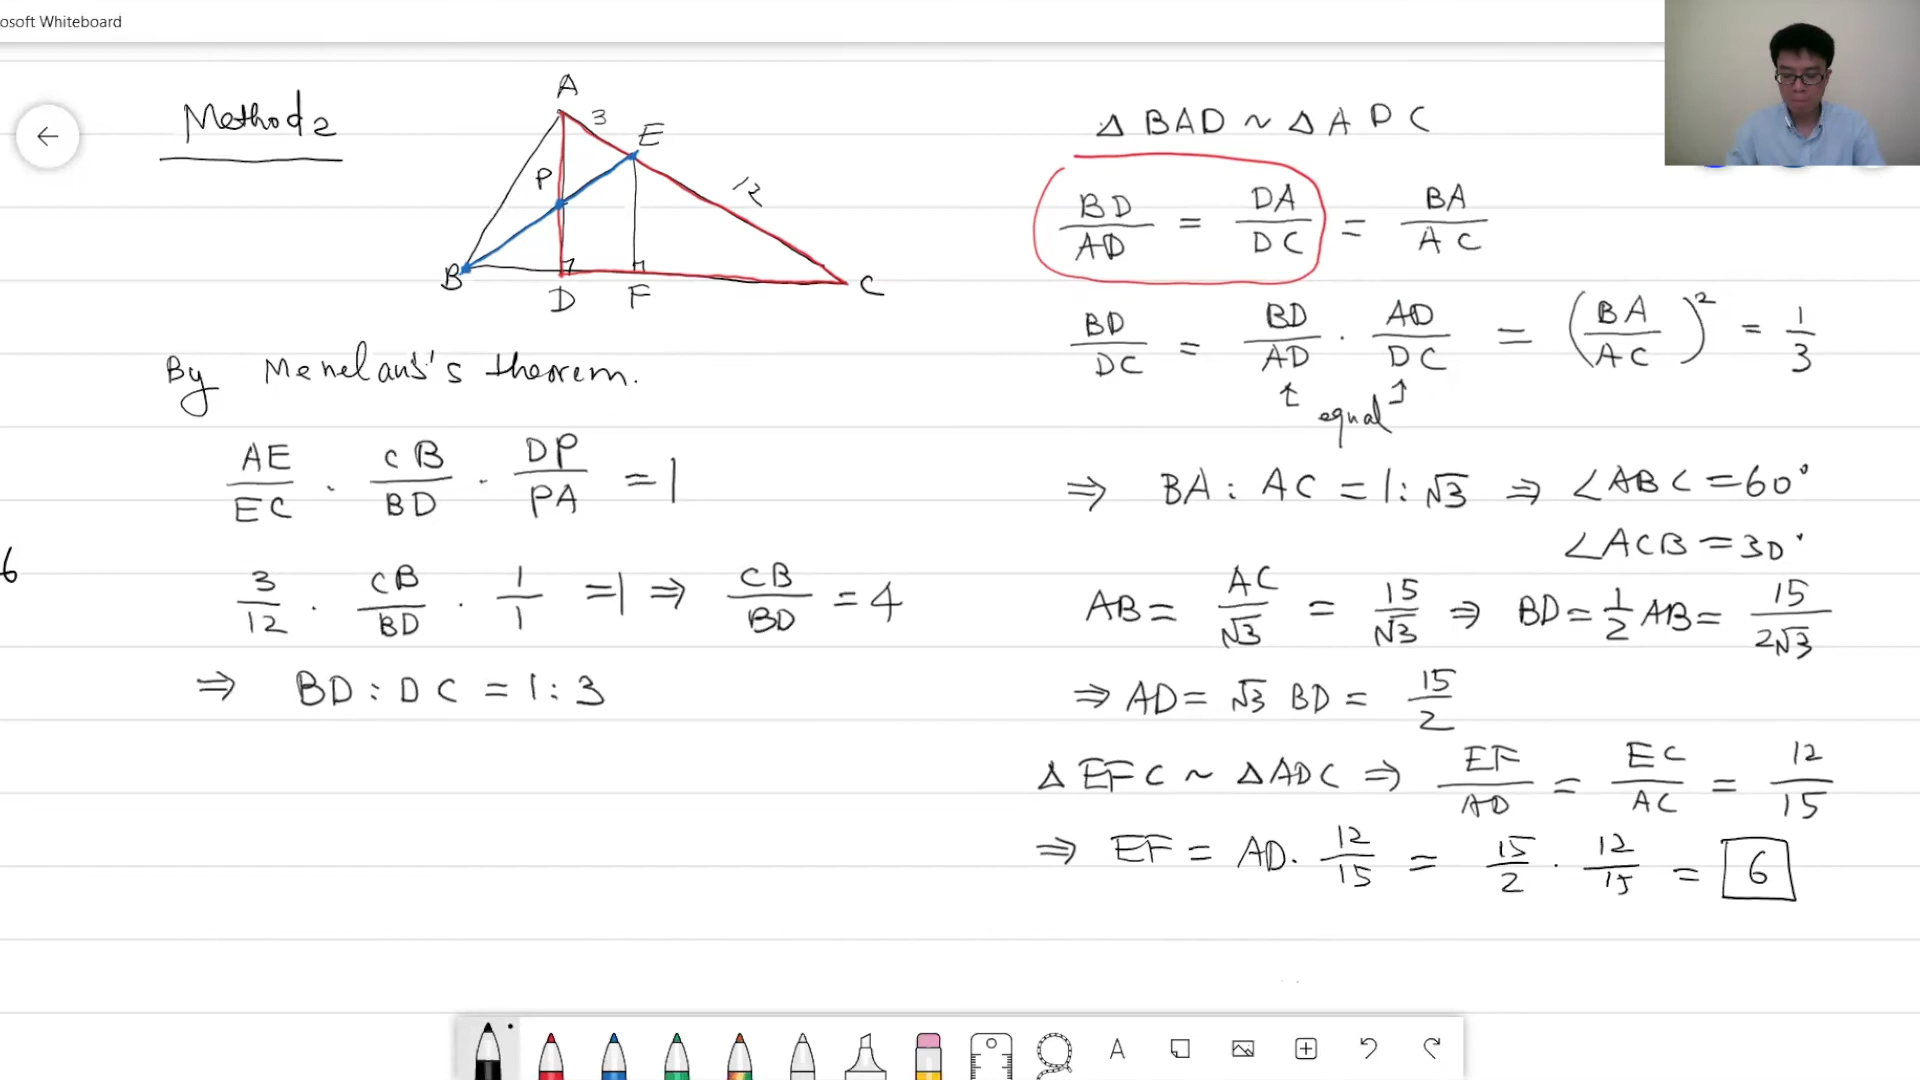 osoft Whiteboard
Method 2
A
3
E
P
12
B
D
F
C
By Menelaus's theorem.
AE/EC · CB/BD · DP/PA = 1
6
3/12 · CB/BD · 1/1 = 1 ⇒ CB/BD = 4
⇒ BD : DC = 1 : 3
△ BAD ~ △ ADC
BD/AD = DA/DC = BA/AC
BD/DC = BD/AD · AD/DC = (BA/AC)² = 1/3
equal
⇒ BA : AC = 1 : √3 ⇒ ∠ABC = 60°
∠ACB = 30°
AB = AC/√3 = 15/√3 ⇒ BD = 1/2 AB = 15/2√3
⇒ AD = √3 BD = 15/2
△ EFC ~ △ADC ⇒ EF/AD = EC/AC = 12/15
⇒ EF = AD · 12/15 = 15/2 · 12/15 = 6
A